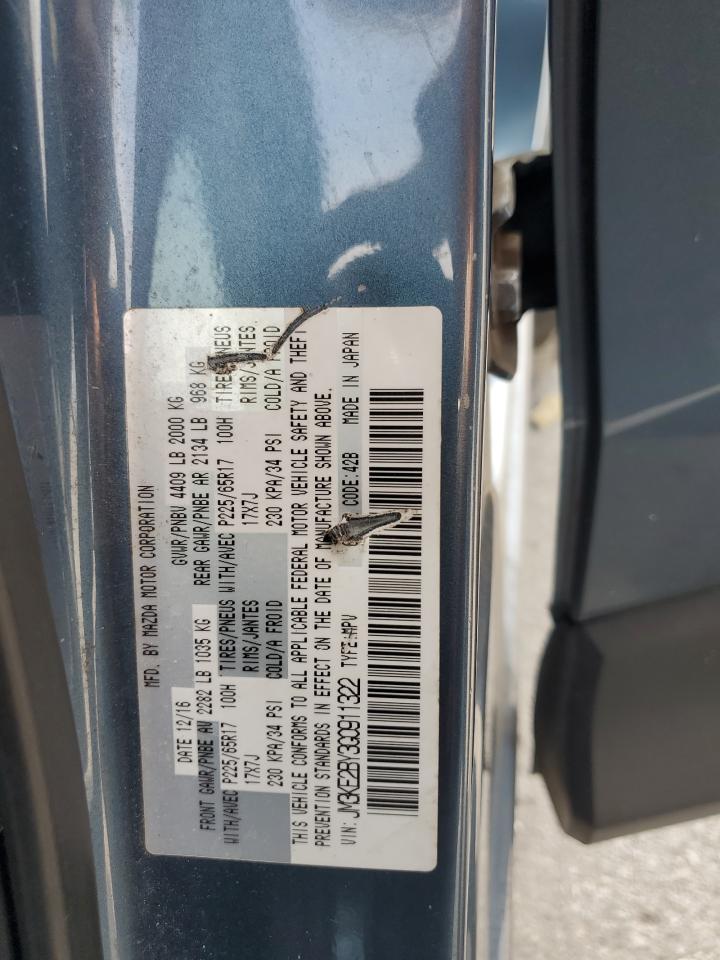 MFD. BY MAZDA MOTOR CORPORATION
DATE 12/16 GVWR/PNBV 4409 LB 2000 KG
FRONT GAWR/PNBE AV 2282 LB 1035 KG REAR GAWR/PNBE AR 2134 LB 968 KG
WITH/AVEC P225/65R17 100H TIRES/PNEUS WITH/AVEC P225/65R17 100H TIRES/PNEUS
17X7J RIMS/JANTES 17X7J RIMS/JANTES
230 KPA/34 PSI COLD/A FROID 230 KPA/34 PSI COLD/A FROID
THIS VEHICLE CONFORMS TO ALL APPLICABLE FEDERAL MOTOR VEHICLE SAFETY AND THEFT
PREVENTION STANDARDS IN EFFECT ON THE DATE OF MANUFACTURE SHOWN ABOVE.
VIN: JM3KE2BY3G0911322 TYPE:MPV CODE:42B MADE IN JAPAN